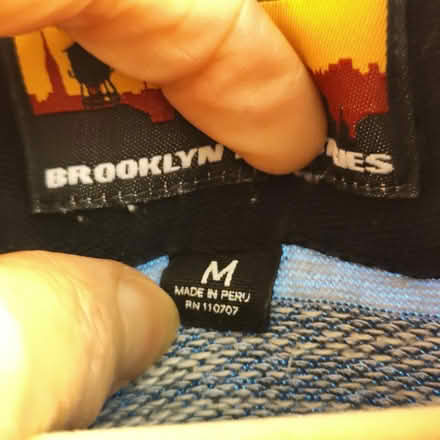 BROOKLYN
M
MADE IN PERU
RN 110707